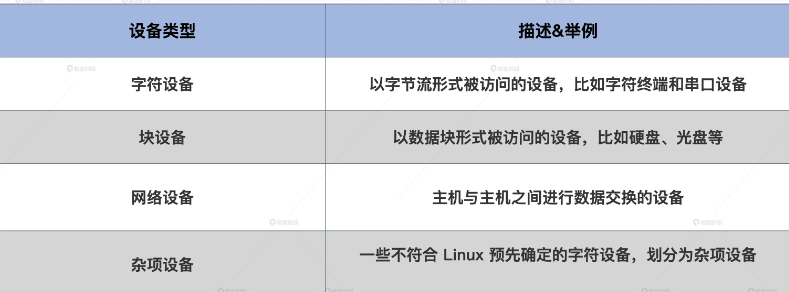 设备类型 描述&举例
字符设备 以字节流形式被访问的设备，比如字符终端和串口设备
块设备 以数据块形式被访问的设备，比如硬盘、光盘等
网络设备 主机与主机之间进行数据交换的设备
杂项设备 一些不符合 Linux 预先确定的字符设备，划分为杂项设备